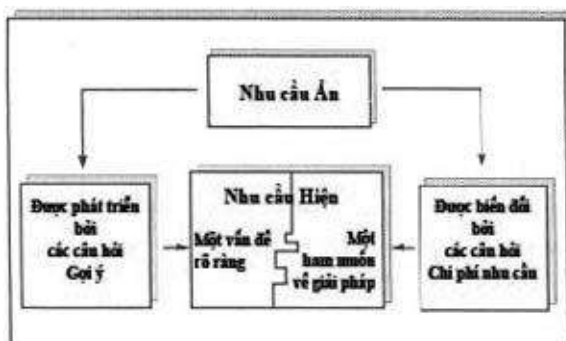 Nhu cầu Ẩn
Được phát triển
bởi
các câu hỏi
Gợi ý
Nhu cầu Hiện
Một vấn đề
rõ ràng
Một
ham muốn
về giải pháp
Được biến đổi
bởi
các câu hỏi
Chi phí nhu cầu